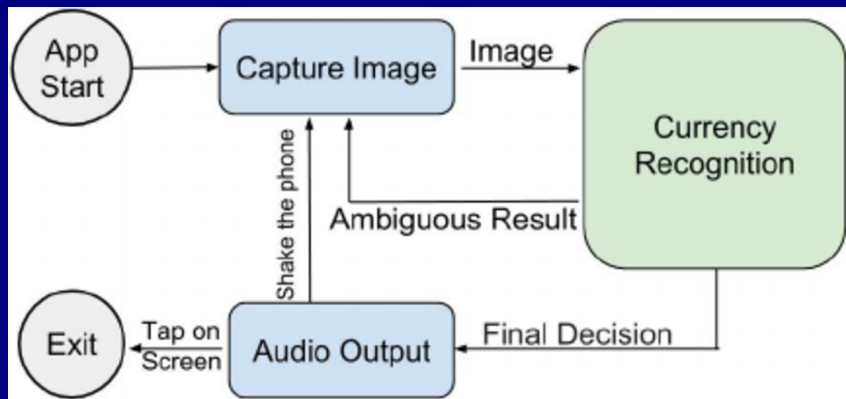 App
Start
Capture Image
Image
Currency
Recognition
Ambiguous Result
Shake the phone
Final Decision
Audio Output
Tap on
Screen
Exit